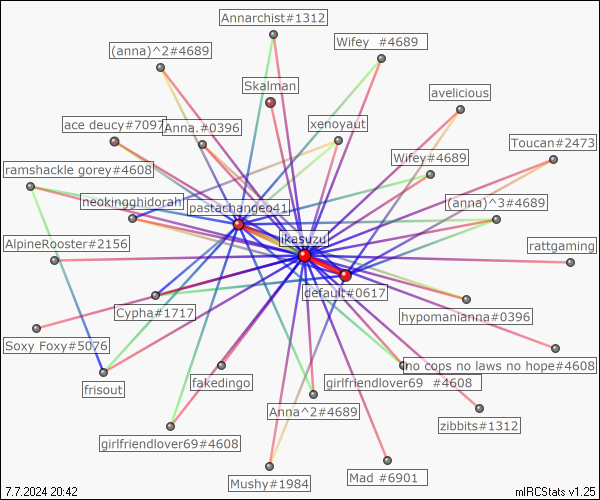 Annarchist#1312
Wifey  #4689
(anna)^2#4689
Skalman
avelicious
ace deucy#7097
Anna.#0396
xenoyaut
Toucan#2473
Wifey#4689
ramshackle gorey#4608
neokingghidorah
pastachangeo41
(anna)^3#4689
ikasuzu
AlpineRooster#2156
rattgaming
default#0617
Cypha#1717
hypomanianna#0396
Soxy Foxy#5076
no cops no laws no hope#4608
frisout
fakedingo
girlfriendlover69  #4608
Anna^2#4689
zibbits#1312
girlfriendlover69#4608
Mushy#1984
Mad #6901
7.7.2024 20:42
mIRCStats v1.25